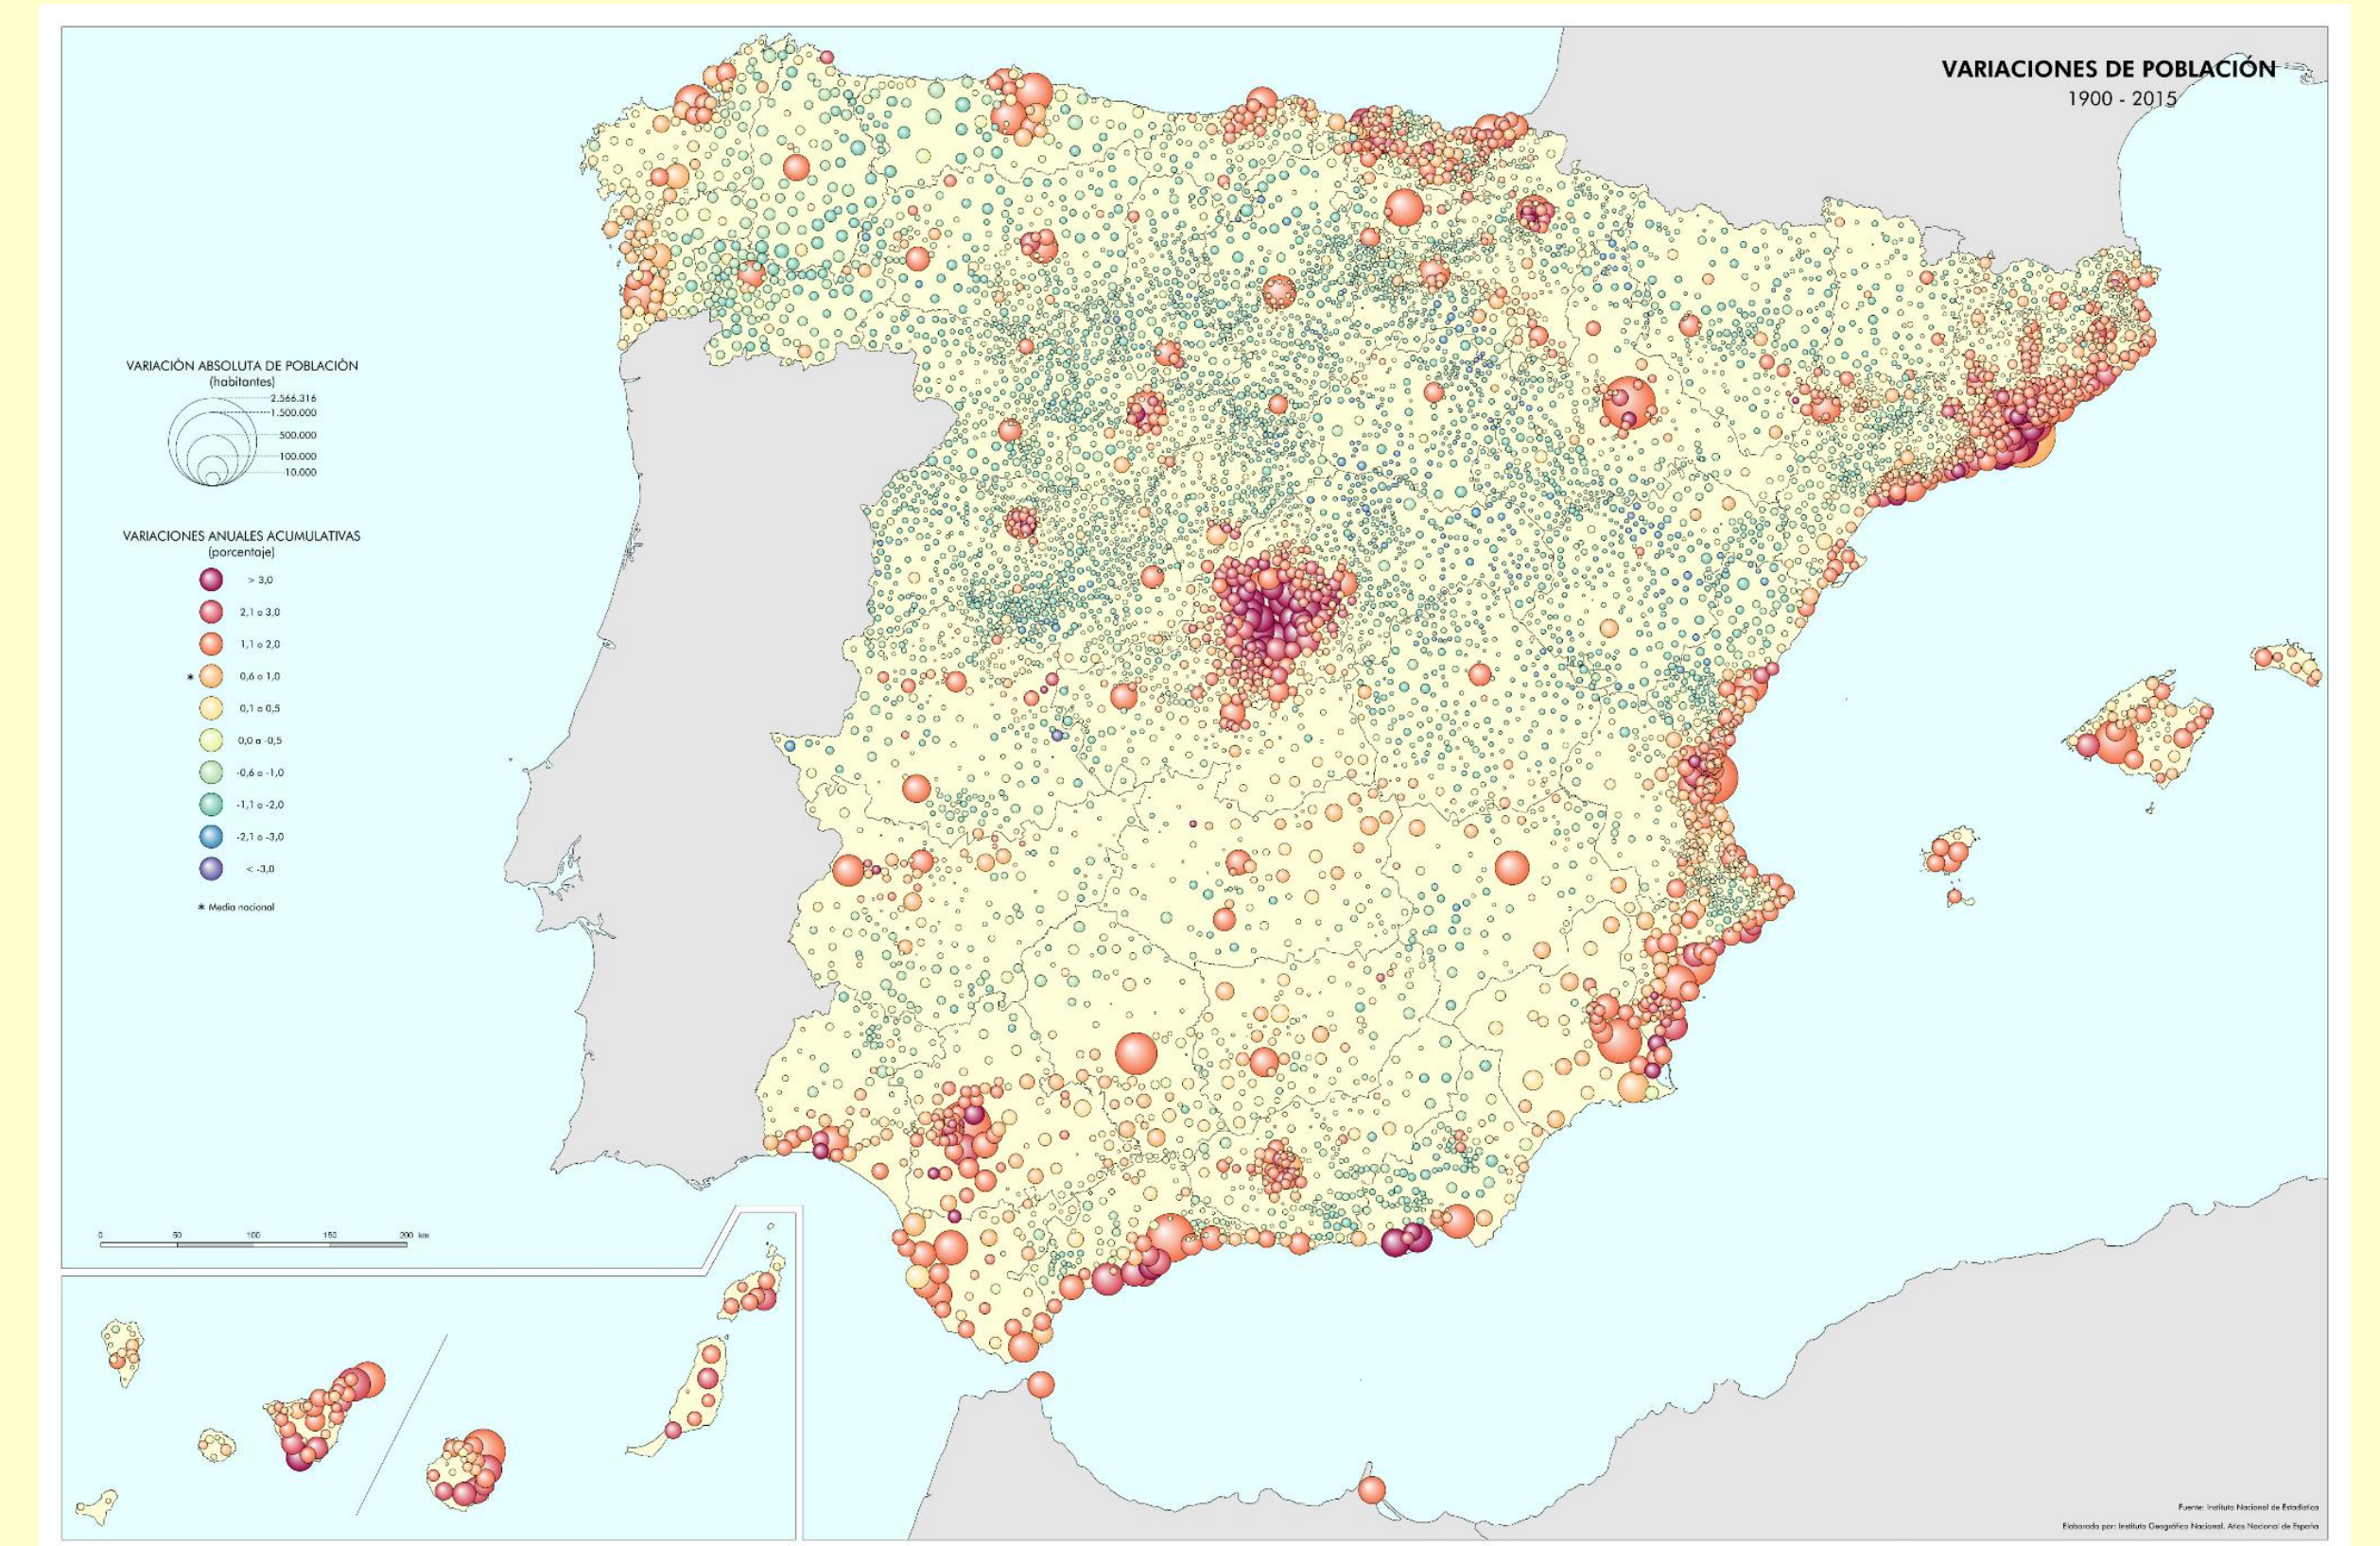 VARIACIONES DE POBLACIÓN
1900 - 2015
VARIACIÓN ABSOLUTA DE POBLACIÓN
(habitantes)
2.566.316
1.500.000
500.000
100.000
10.000
VARIACIONES ANUALES ACUMULATIVAS
(porcentaje)
> 3,0
2,1 a 3,0
1,1 a 2,0
* 0,6 a 1,0
0,1 a 0,5
0,0 a -0,5
-0,6 a -1,0
-1,1 a -2,0
-2,1 a -3,0
< -3,0
* Media nacional
0 50 100 150 200 km
Fuente: Instituto Nacional de Estadística
Elaborado por: Instituto Geográfico Nacional. Atlas Nacional de España